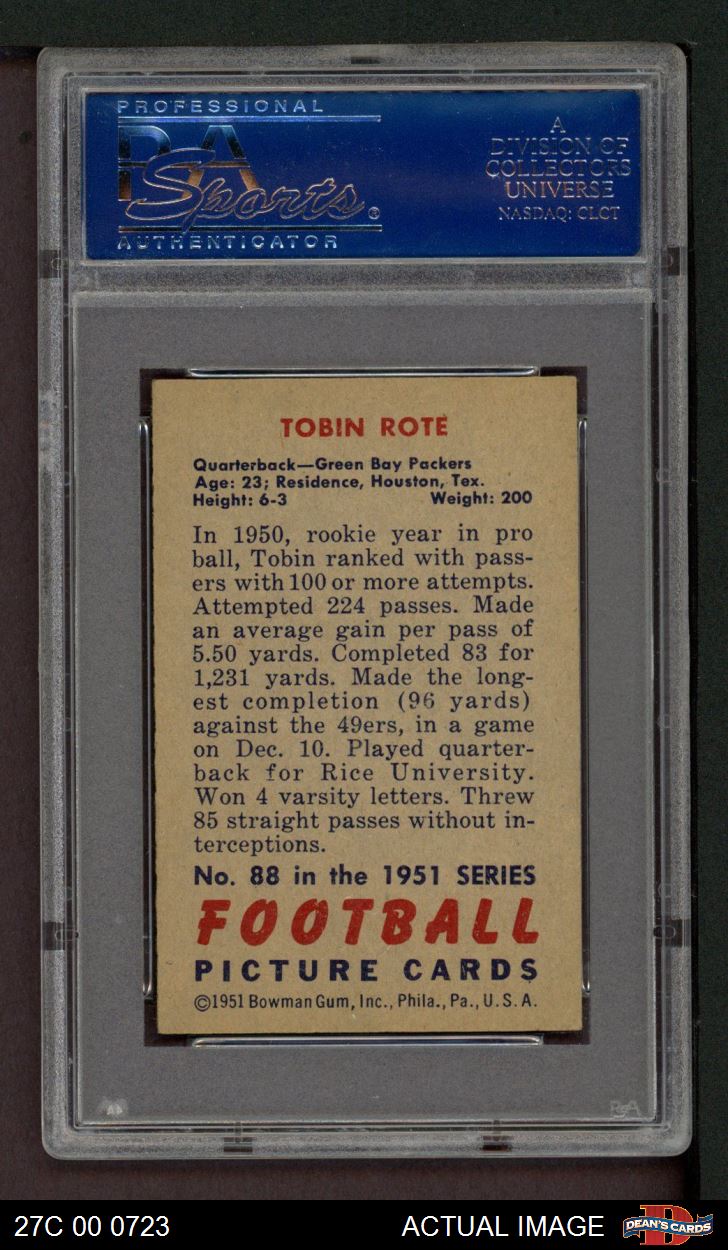 PROFESSIONAL
PSA
Sports®
AUTHENTICATOR
A
DIVISION OF
COLLECTORS
UNIVERSE
NASDAQ: CLCT
TOBIN ROTE
Quarterback—Green Bay Packers
Age: 23; Residence, Houston, Tex.
Height: 6-3 Weight: 200
In 1950, rookie year in pro
ball, Tobin ranked with pass-
ers with 100 or more attempts.
Attempted 224 passes. Made
an average gain per pass of
5.50 yards. Completed 83 for
1,231 yards. Made the long-
est completion (96 yards)
against the 49ers, in a game
on Dec. 10. Played quarter-
back for Rice University.
Won 4 varsity letters. Threw
85 straight passes without in-
terceptions.
No. 88 in the 1951 SERIES
FOOTBALL
PICTURE CARDS
©1951 Bowman Gum, Inc., Phila., Pa., U.S.A.
PSA
27C 00 0723
ACTUAL IMAGE
DEAN'S CARDS